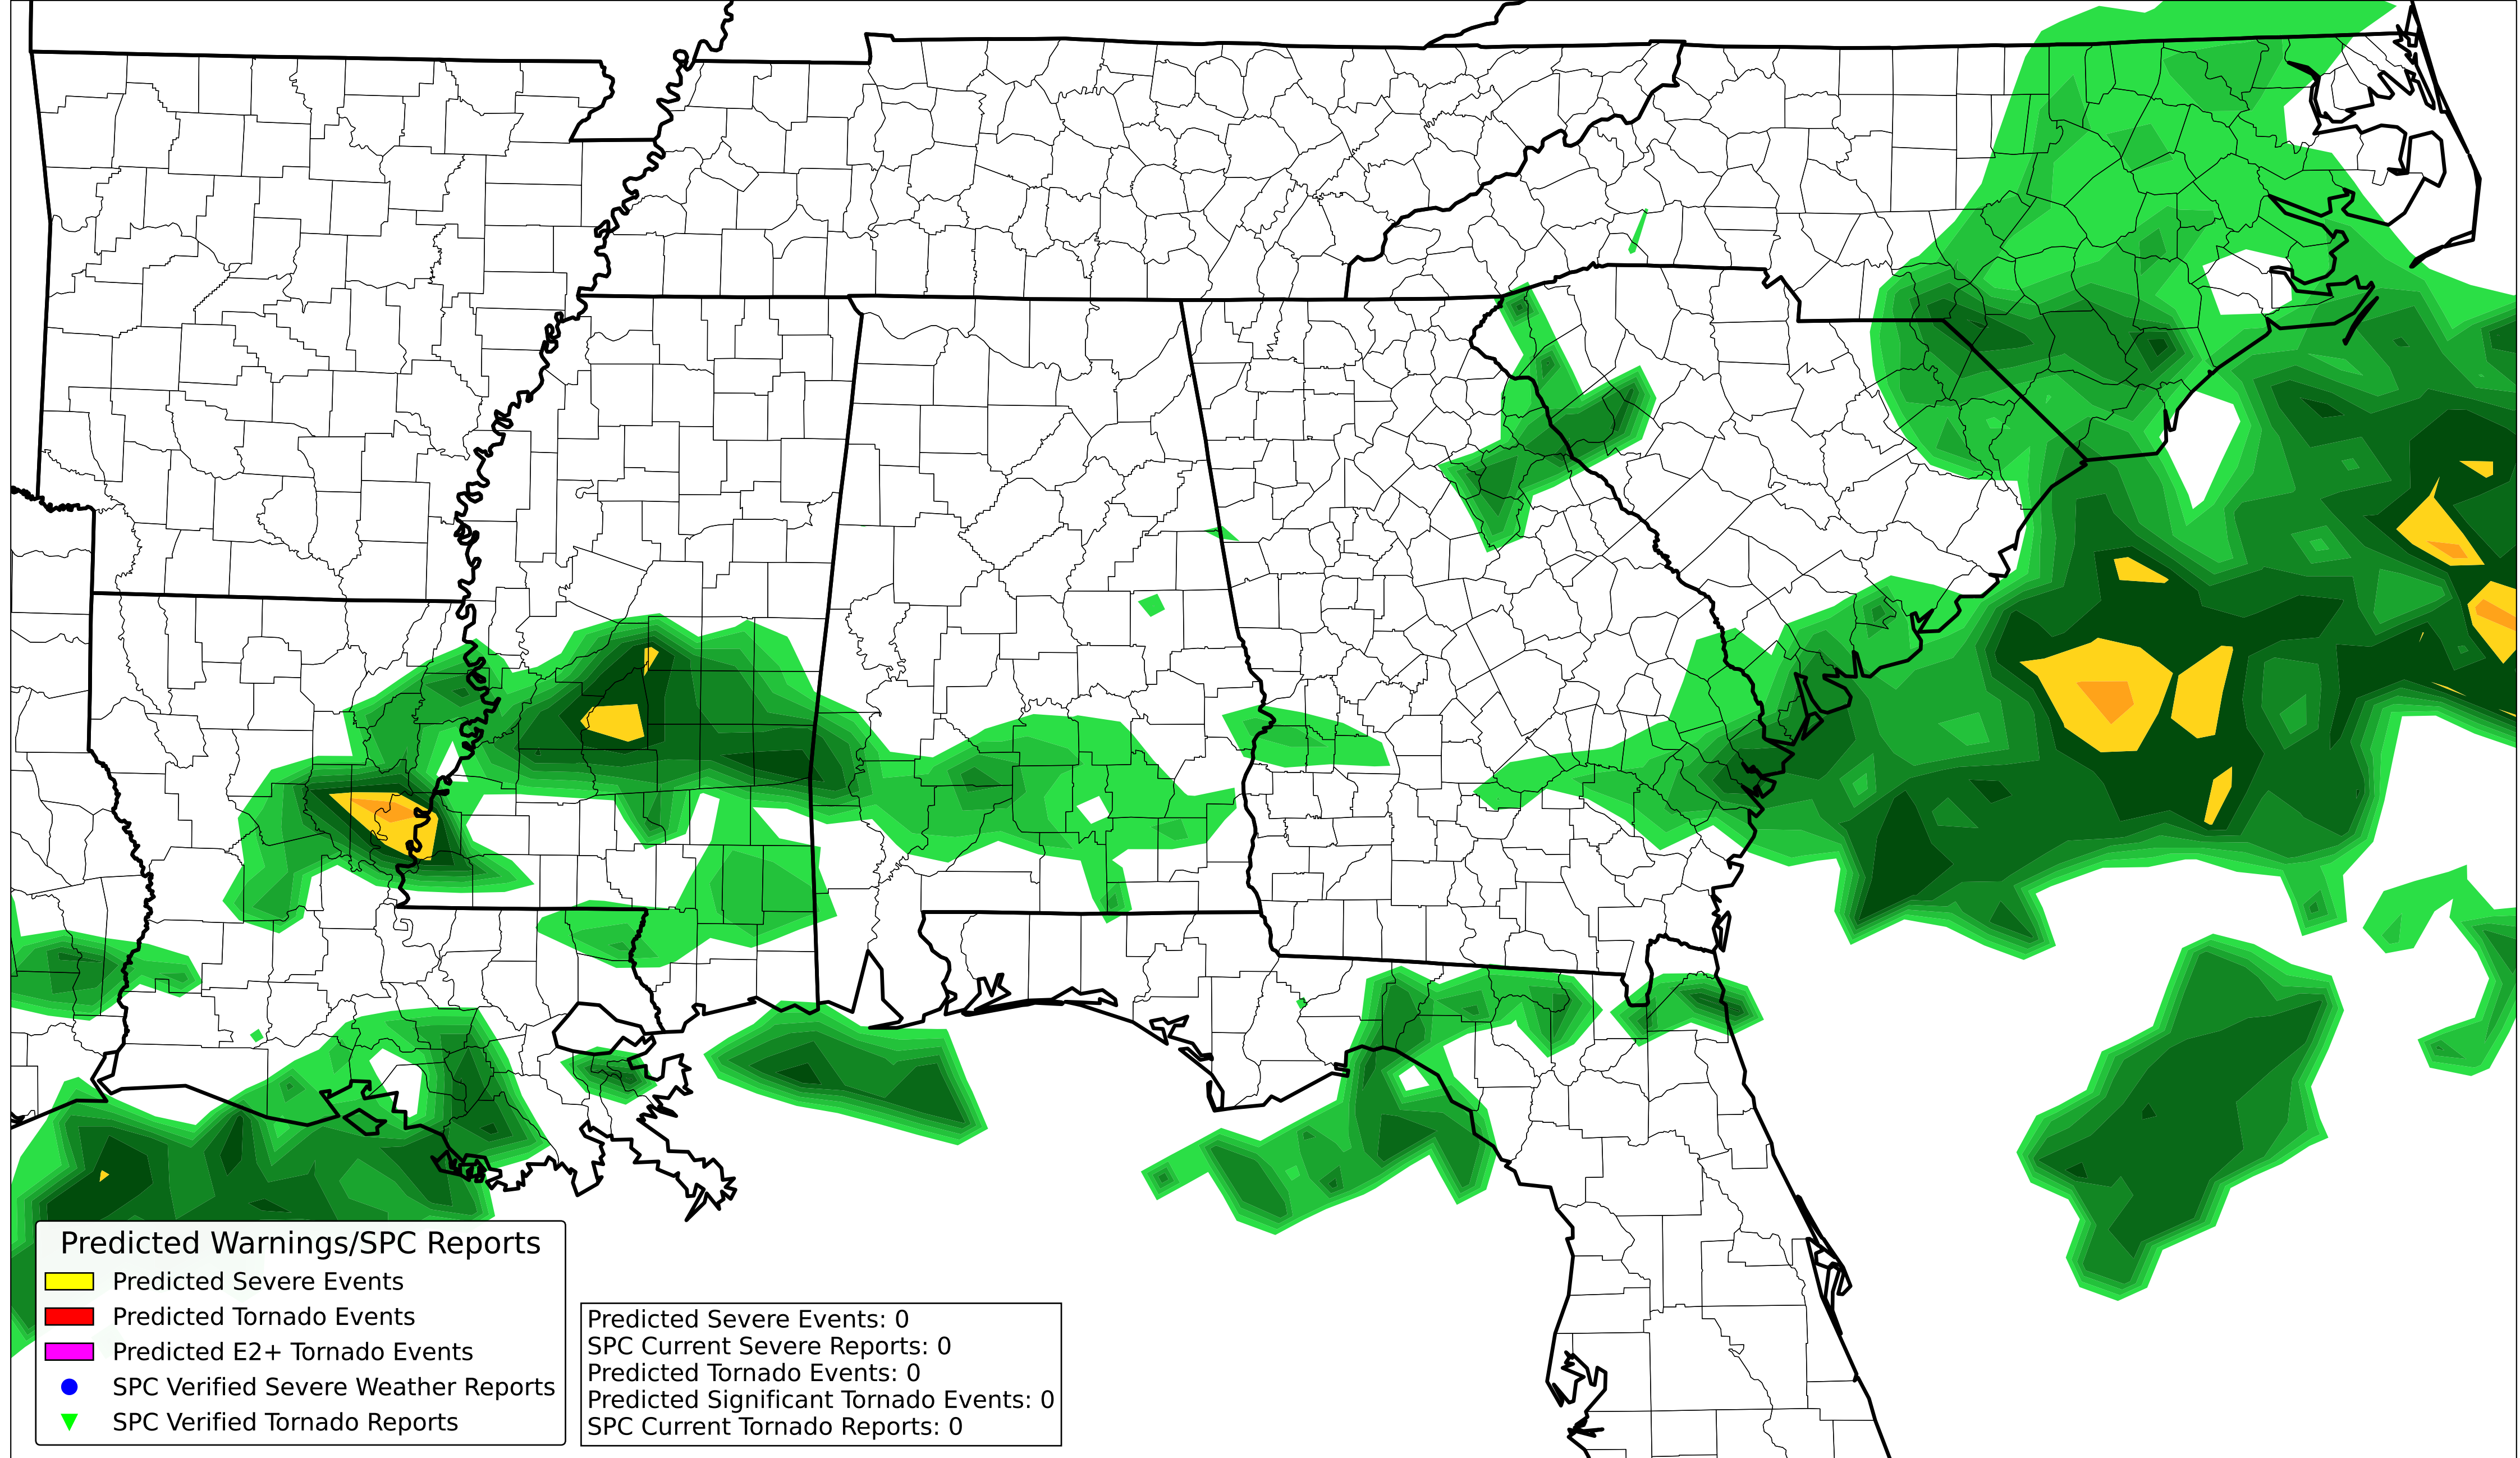 Predicted Warnings/SPC Reports
Predicted Severe Events
Predicted Tornado Events
Predicted E2+ Tornado Events
SPC Verified Severe Weather Reports
SPC Verified Tornado Reports
Predicted Severe Events: 0
SPC Current Severe Reports: 0
Predicted Tornado Events: 0
Predicted Significant Tornado Events: 0
SPC Current Tornado Reports: 0